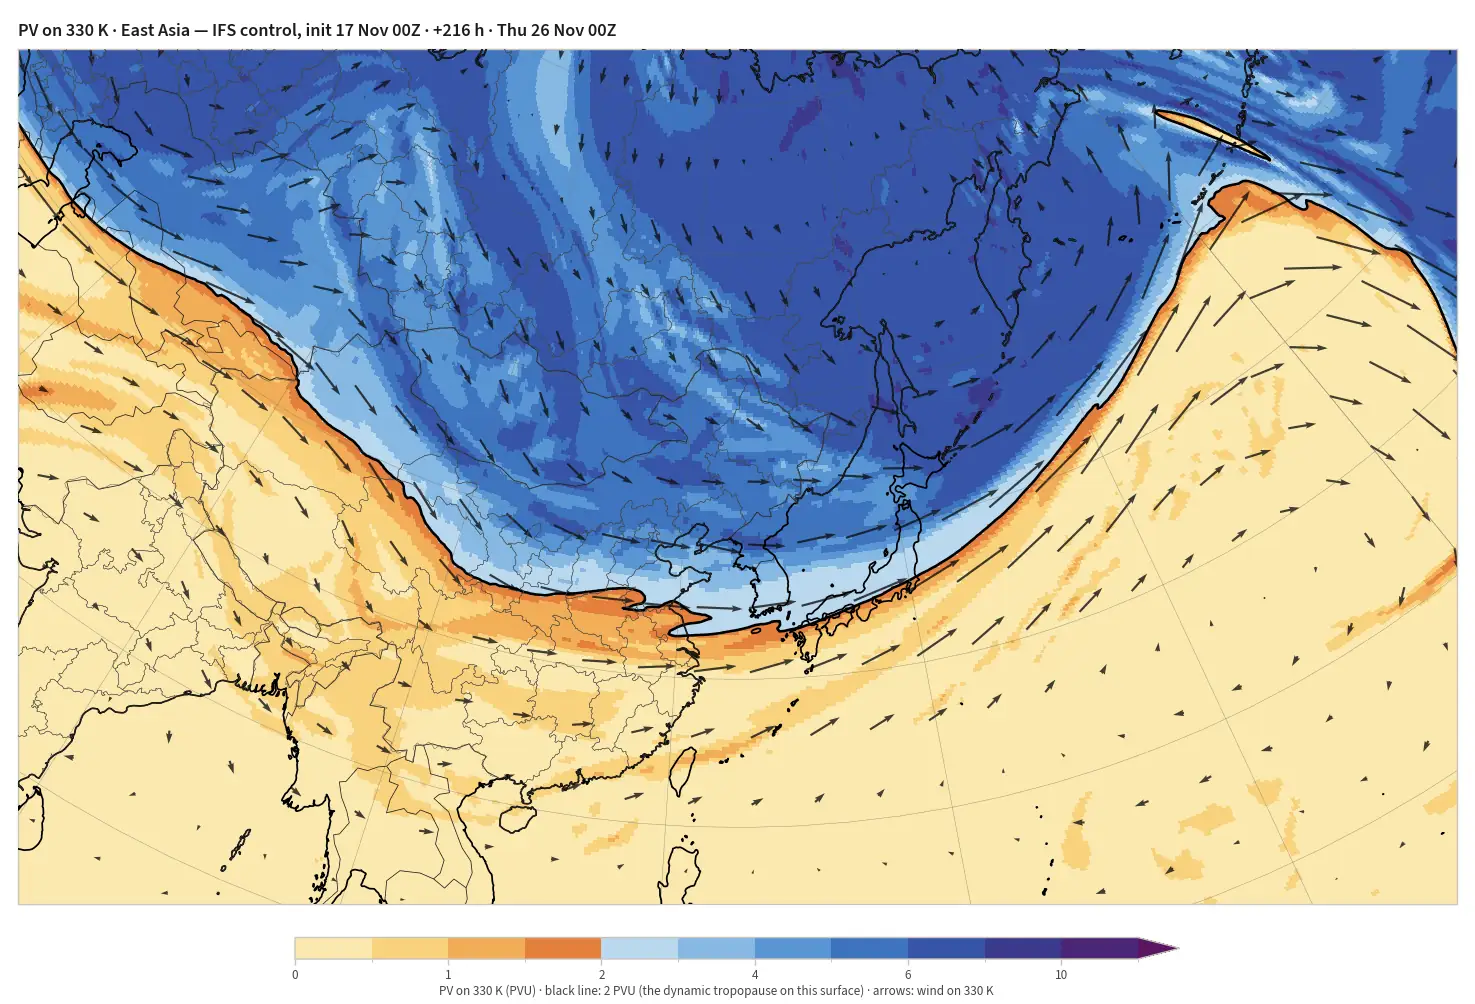 PV on 330 K · East Asia — IFS control, init 17 Nov 00Z · +216 h · Thu 26 Nov 00Z
0 1 2 4 6 10
PV on 330 K (PVU) · black line: 2 PVU (the dynamic tropopause on this surface) · arrows: wind on 330 K